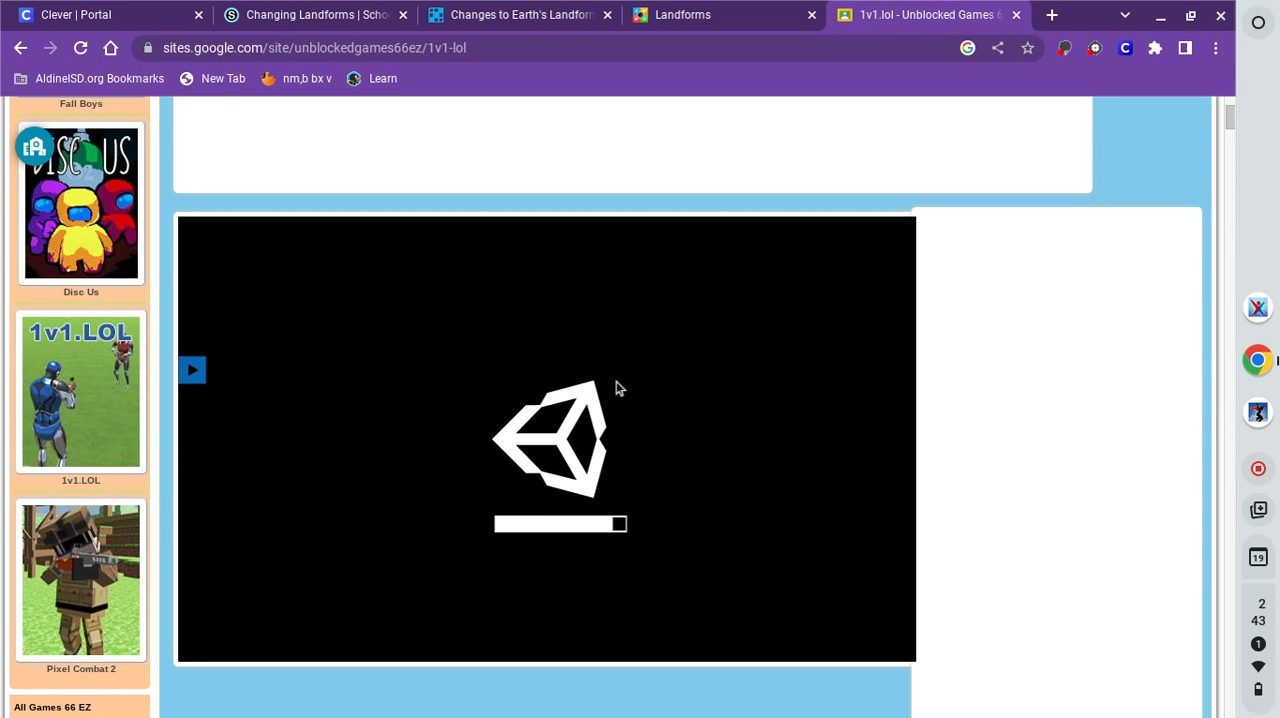 Clever | Portal
Changing Landforms | Scho
Changes to Earth's Landform
Landforms
1v1.lol - Unblocked Games 6
sites.google.com/site/unblockedgames66ez/1v1-lol
AldineISD.org Bookmarks
New Tab
nm,b bx v
Learn
Fall Boys
DISC US
Disc Us
1v1.LOL
1v1.LOL
Pixel Combat 2
All Games 66 EZ
19
2
43
1